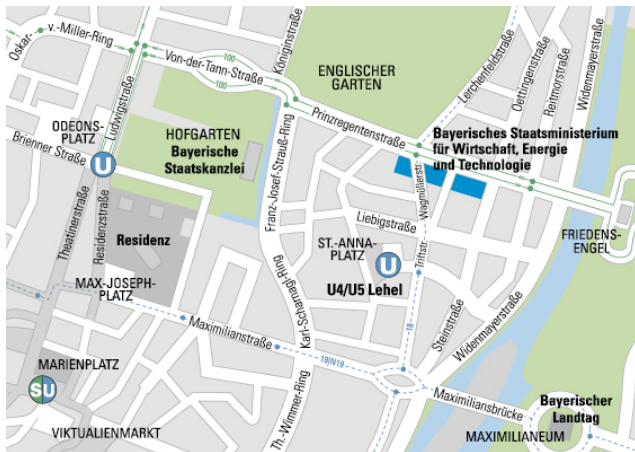 Oskar-
v.-Miller-Ring
Von-der-Tann-Straße
100
100
Königinstraße
ENGLISCHER
GARTEN
Lerchenfeldstraße
Oettingenstraße
Reitmorstraße
Widenmayerstraße
Ludwigstraße
ODEONS-
PLATZ
Brienner Straße
U
HOFGARTEN
Bayerische
Staatskanzlei
Prinzregentenstraße
Bayerisches Staatsministerium
für Wirtschaft, Energie
und Technologie
Franz-Josef-Strauß-Ring
Wagmüllerstr.
Theatinerstraße
Residenzstraße
Residenz
Liebigstraße
ST.-ANNA-
PLATZ
U
U4/U5 Lehel
Triftstr.
FRIEDENS-
ENGEL
MAX-JOSEPH-
PLATZ
Maximilianstraße
Karl-Scharnagl-Ring
18
Steinstraße
Widenmayerstraße
19|N19
MARIENPLATZ
SU
VIKTUALIENMARKT
Th.-Wimmer-Ring
Maximiliansbrücke
Bayerischer
Landtag
MAXIMILIANEUM